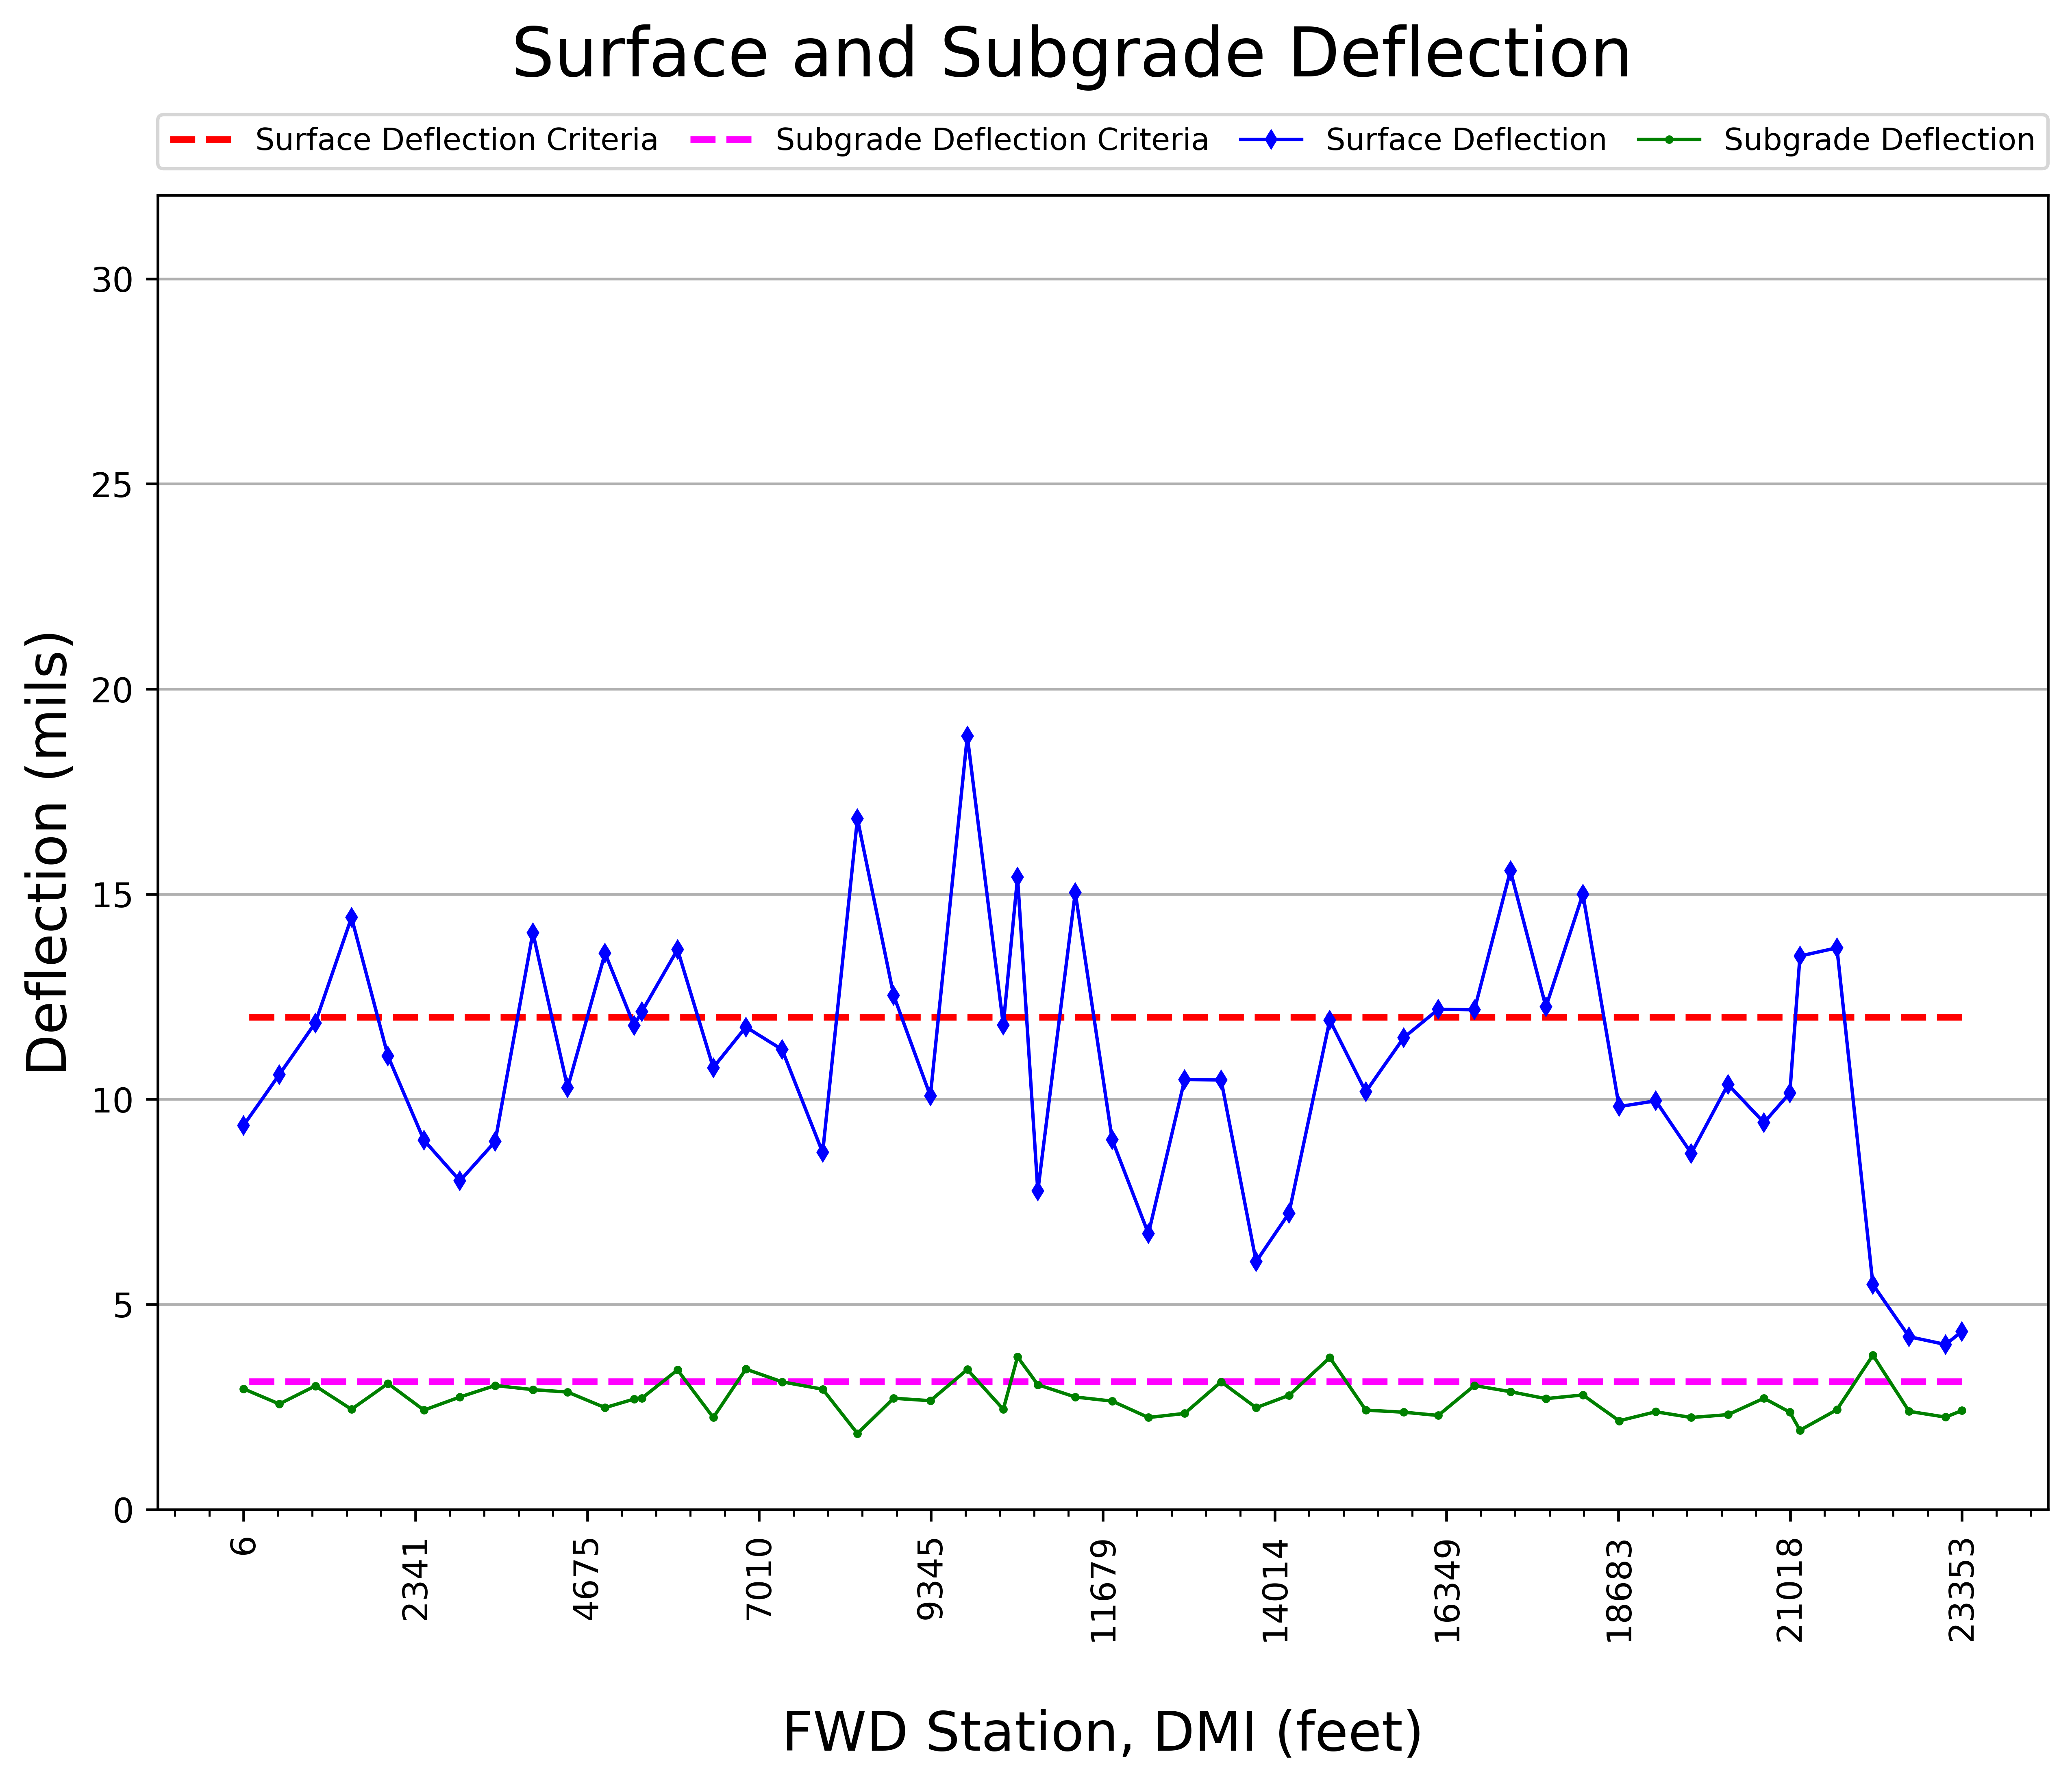 Surface and Subgrade Deflection
Surface Deflection Criteria Subgrade Deflection Criteria Surface Deflection Subgrade Deflection
Deflection (mils)
30
25
20
15
10
5
0
6 2341 4675 7010 9345 11679 14014 16349 18683 21018 23353
FWD Station, DMI (feet)